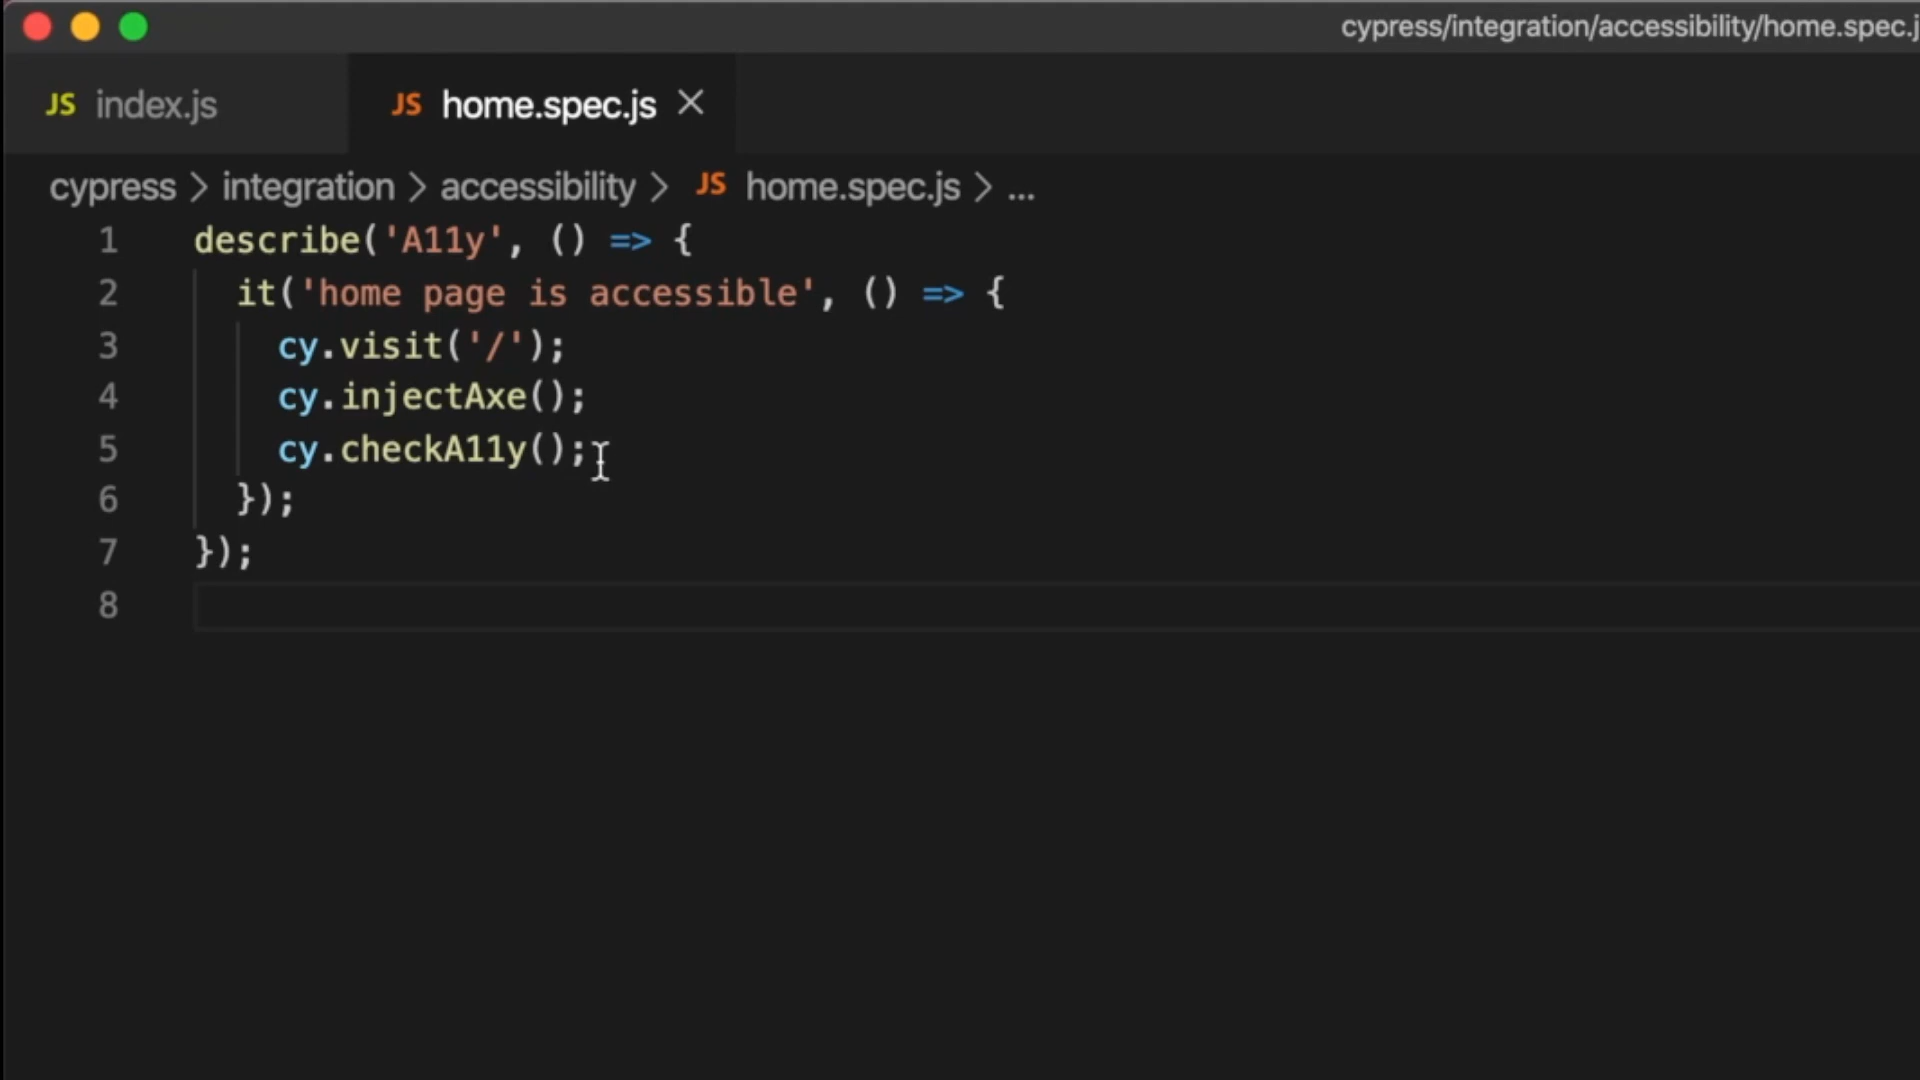 cypress/integration/accessibility/home.spec.j
JS index.js
JS home.spec.js
cypress > integration > accessibility > JS home.spec.js > ...
1 describe('A11y', () => {
2 it('home page is accessible', () => {
3 cy.visit('/');
4 cy.injectAxe();
5 cy.checkA11y();
6 });
7 });
8